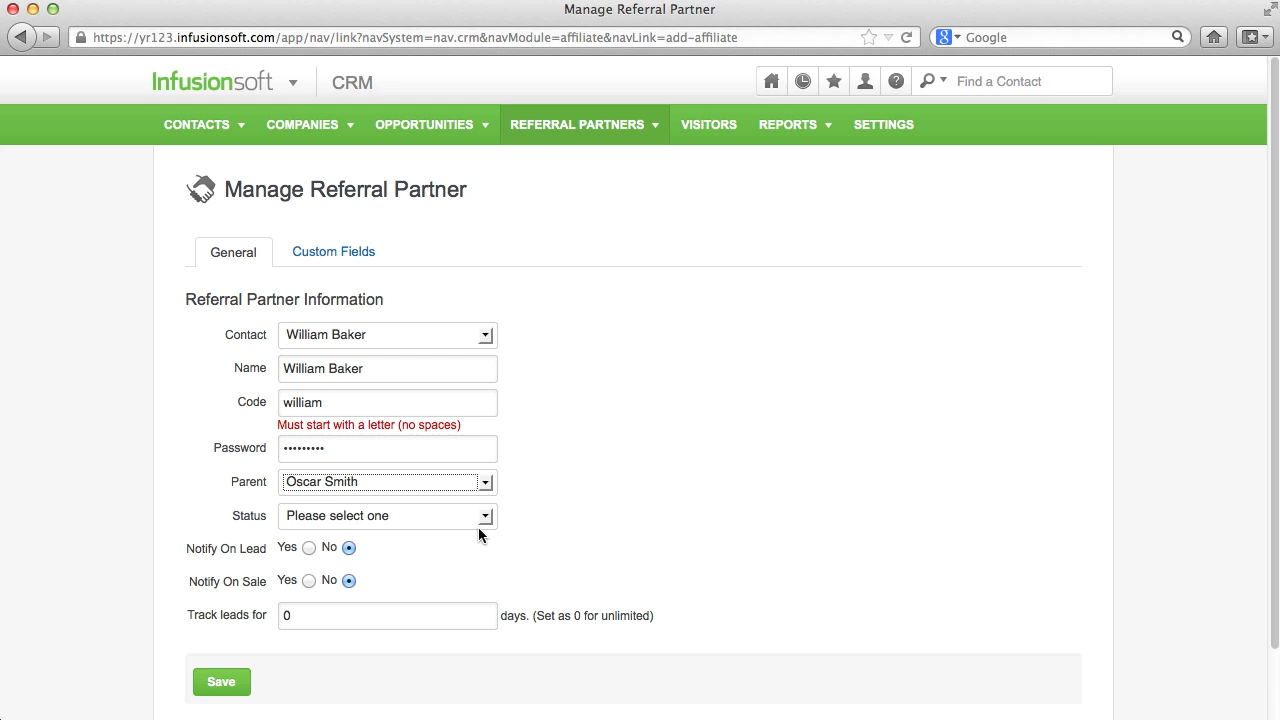 Manage Referral Partner
https://yr123.infusionsoft.com/app/nav/link?navSystem=nav.crm&navModule=affiliate&navLink=add-affiliate
Google
Infusionsoft CRM
Find a Contact
CONTACTS COMPANIES OPPORTUNITIES REFERRAL PARTNERS VISITORS REPORTS SETTINGS
Manage Referral Partner
General Custom Fields
Referral Partner Information
Contact William Baker
Name William Baker
Code william
Must start with a letter (no spaces)
Password •••••••••
Parent Oscar Smith
Status Please select one
Notify On Lead Yes No
Notify On Sale Yes No
Track leads for 0 days. (Set as 0 for unlimited)
Save